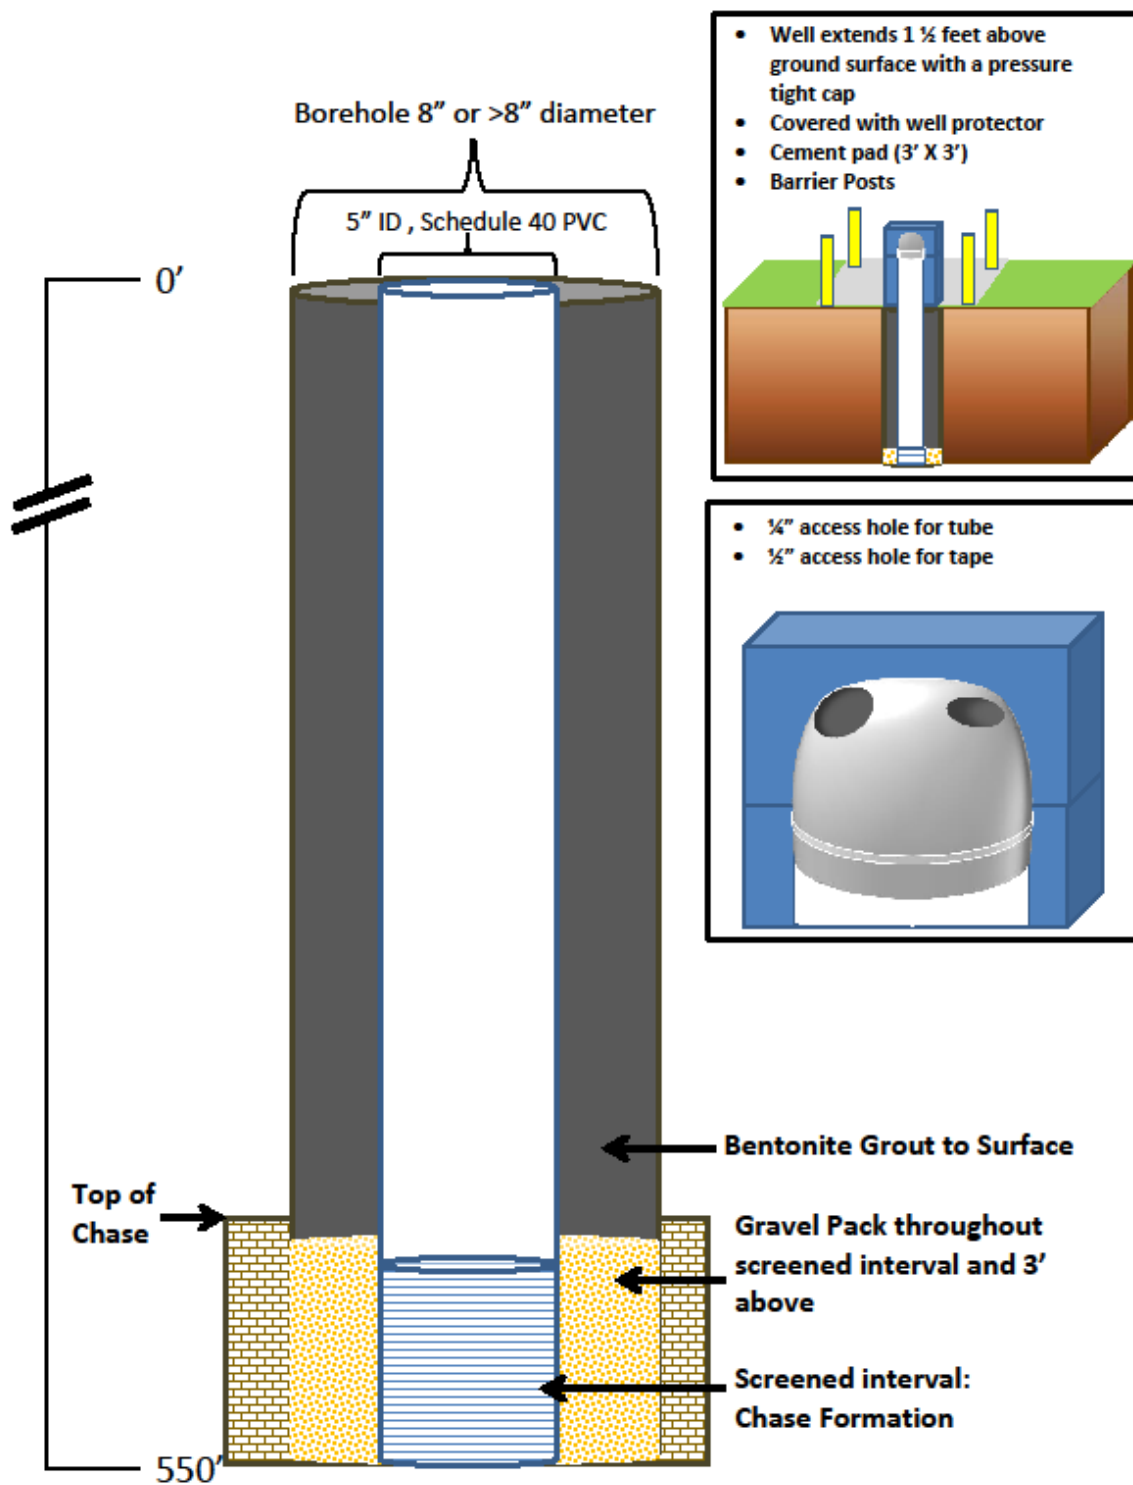 Borehole 8” or >8” diameter
5” ID , Schedule 40 PVC
0’
Top of
Chase
550’
Bentonite Grout to Surface
Gravel Pack throughout
screened interval and 3’
above
Screened interval:
Chase Formation
• Well extends 1 ½ feet above
ground surface with a pressure
tight cap
• Covered with well protector
• Cement pad (3’ X 3’)
• Barrier Posts
• ¼” access hole for tube
• ½” access hole for tape